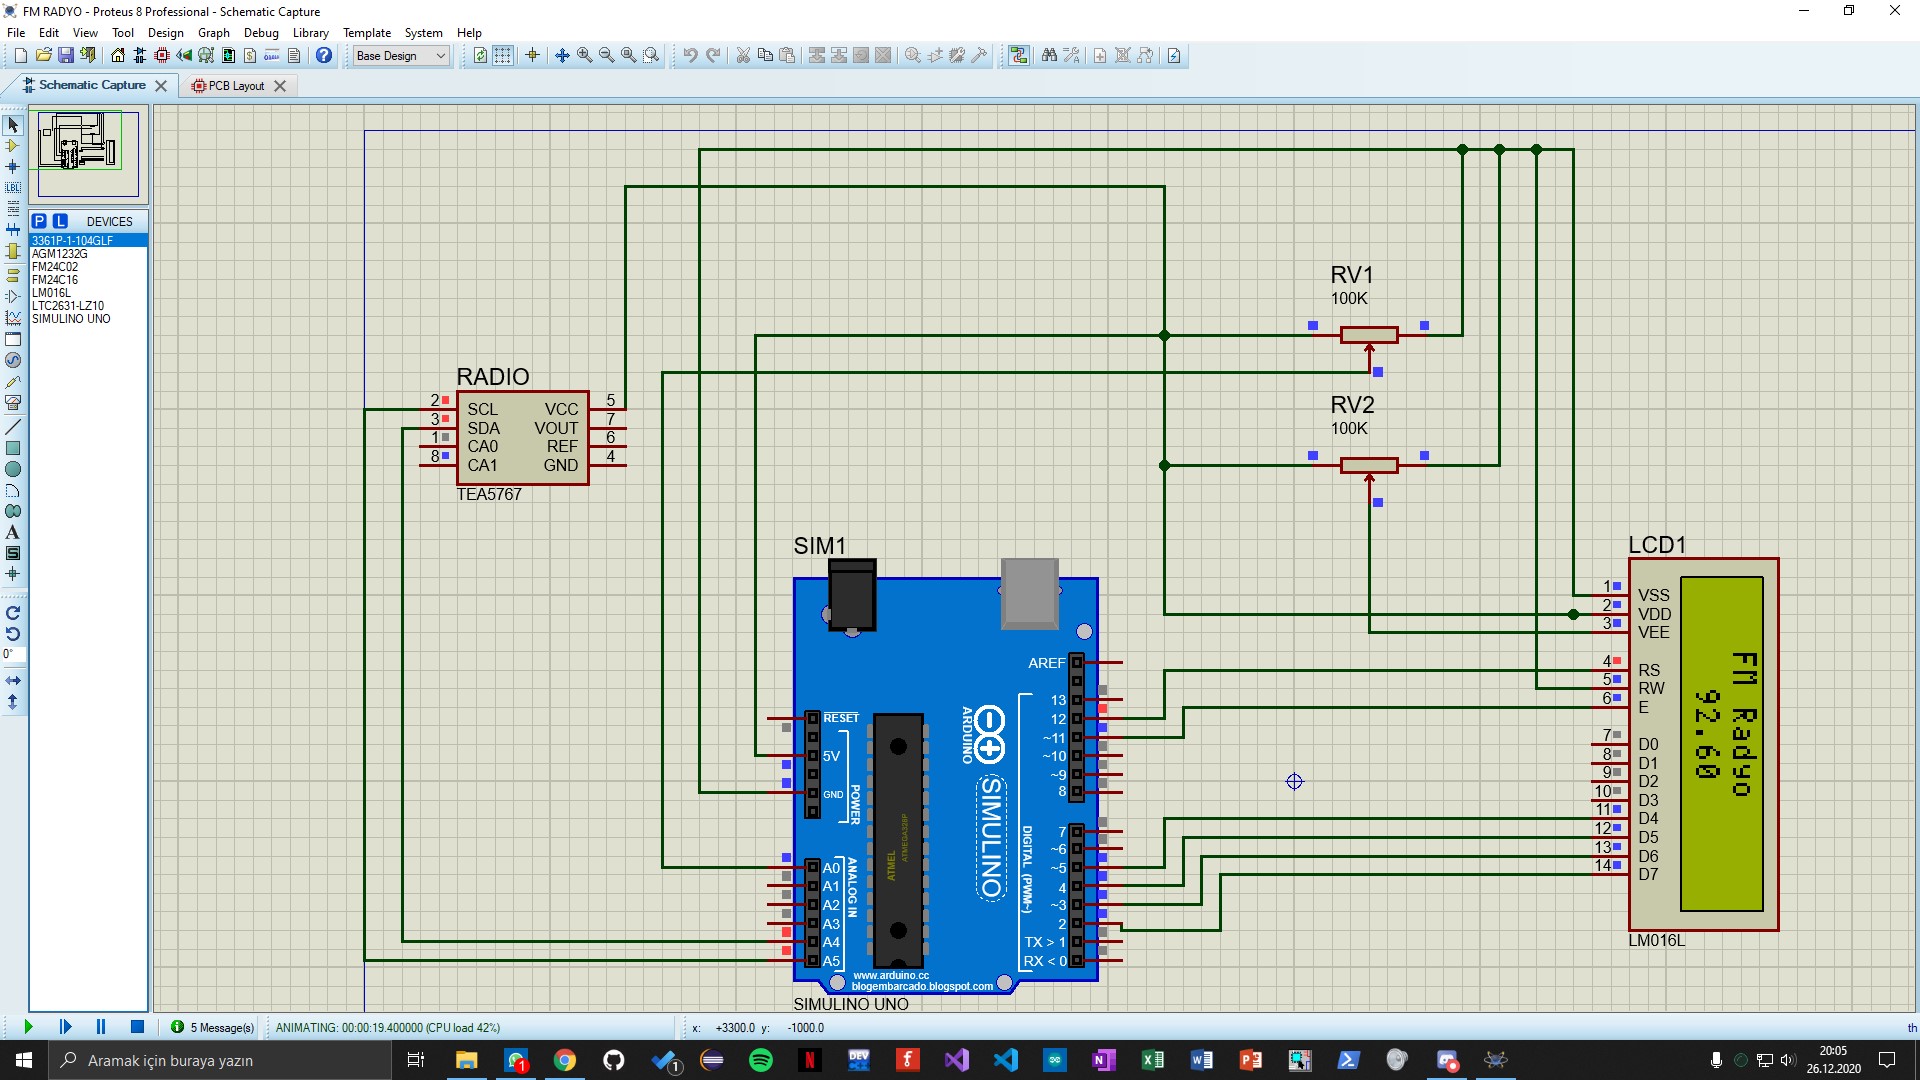 FM RADYO - Proteus 8 Professional - Schematic Capture
File Edit View Tool Design Graph Debug Library Template System Help
Base Design
Schematic Capture
PCB Layout
P L DEVICES
3361P-1-104GLF
AGM1232G
FM24C02
FM24C16
LM016L
LTC2631-LZ10
SIMULINO UNO
LBL
A
S
0°
RADIO
2 SCL VCC 5
3 SDA VOUT 7
1 CA0 REF 6
8 CA1 GND 4
TEA5767
RV1
100K
RV2
100K
SIM1
AREF
13
12
~11
~10
~9
8
7
~6
~5
4
~3
2
TX > 1
RX < 0
RESET
5V
GND
POWER
A0
A1
A2
A3
A4
A5
ANALOG IN
ARDUINO
SIMULINO
DIGITAL (PWM~)
ATMEL
ATMEGA328P
www.arduino.cc
blogembarcado.blogspot.com
SIMULINO UNO
LCD1
1 VSS
2 VDD
3 VEE
4 RS
5 RW
6 E
7 D0
8 D1
9 D2
10 D3
11 D4
12 D5
13 D6
14 D7
FM Radyo
92.60
LM016L
5 Message(s)
ANIMATING: 00:00:19.400000 (CPU load 42%)
x: +3300.0 y: -1000.0
th
Aramak için buraya yazın
1
1
DEV
N
20:05
26.12.2020